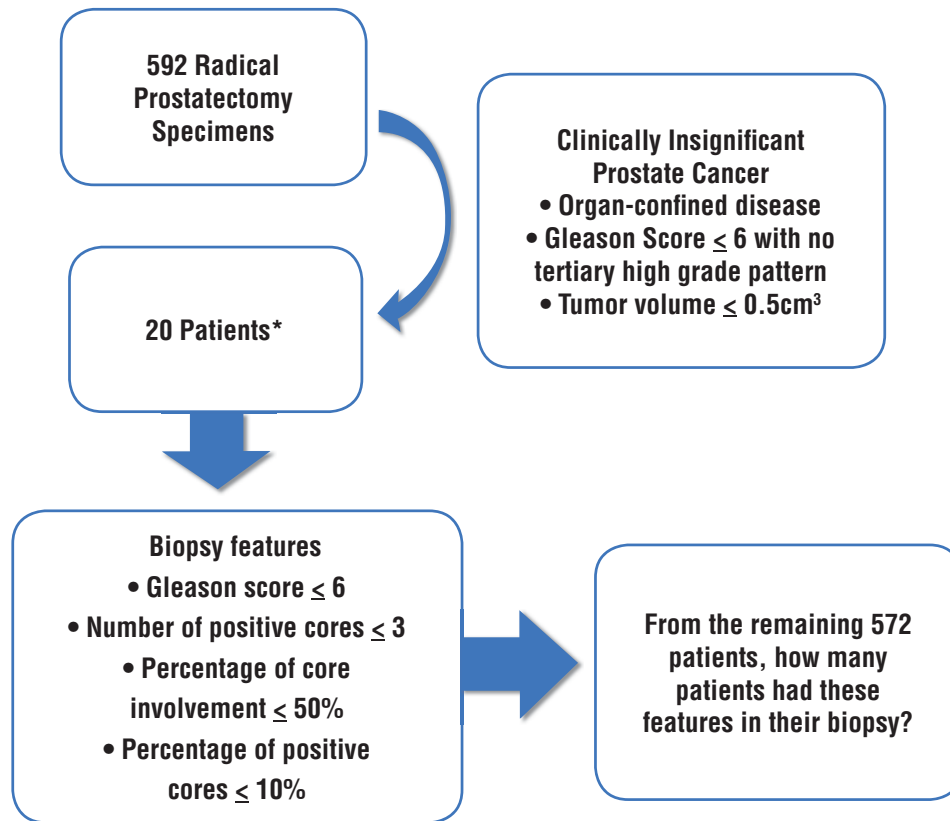 592 Radical
Prostatectomy
Specimens
Clinically Insignificant
Prostate Cancer
• Organ-confined disease
• Gleason Score ≤ 6 with no
tertiary high grade pattern
• Tumor volume ≤ 0.5cm³
20 Patients*
Biopsy features
• Gleason score ≤ 6
• Number of positive cores ≤ 3
• Percentage of core
involvement ≤ 50%
• Percentage of positive
cores ≤ 10%
From the remaining 572
patients, how many
patients had these
features in their biopsy?